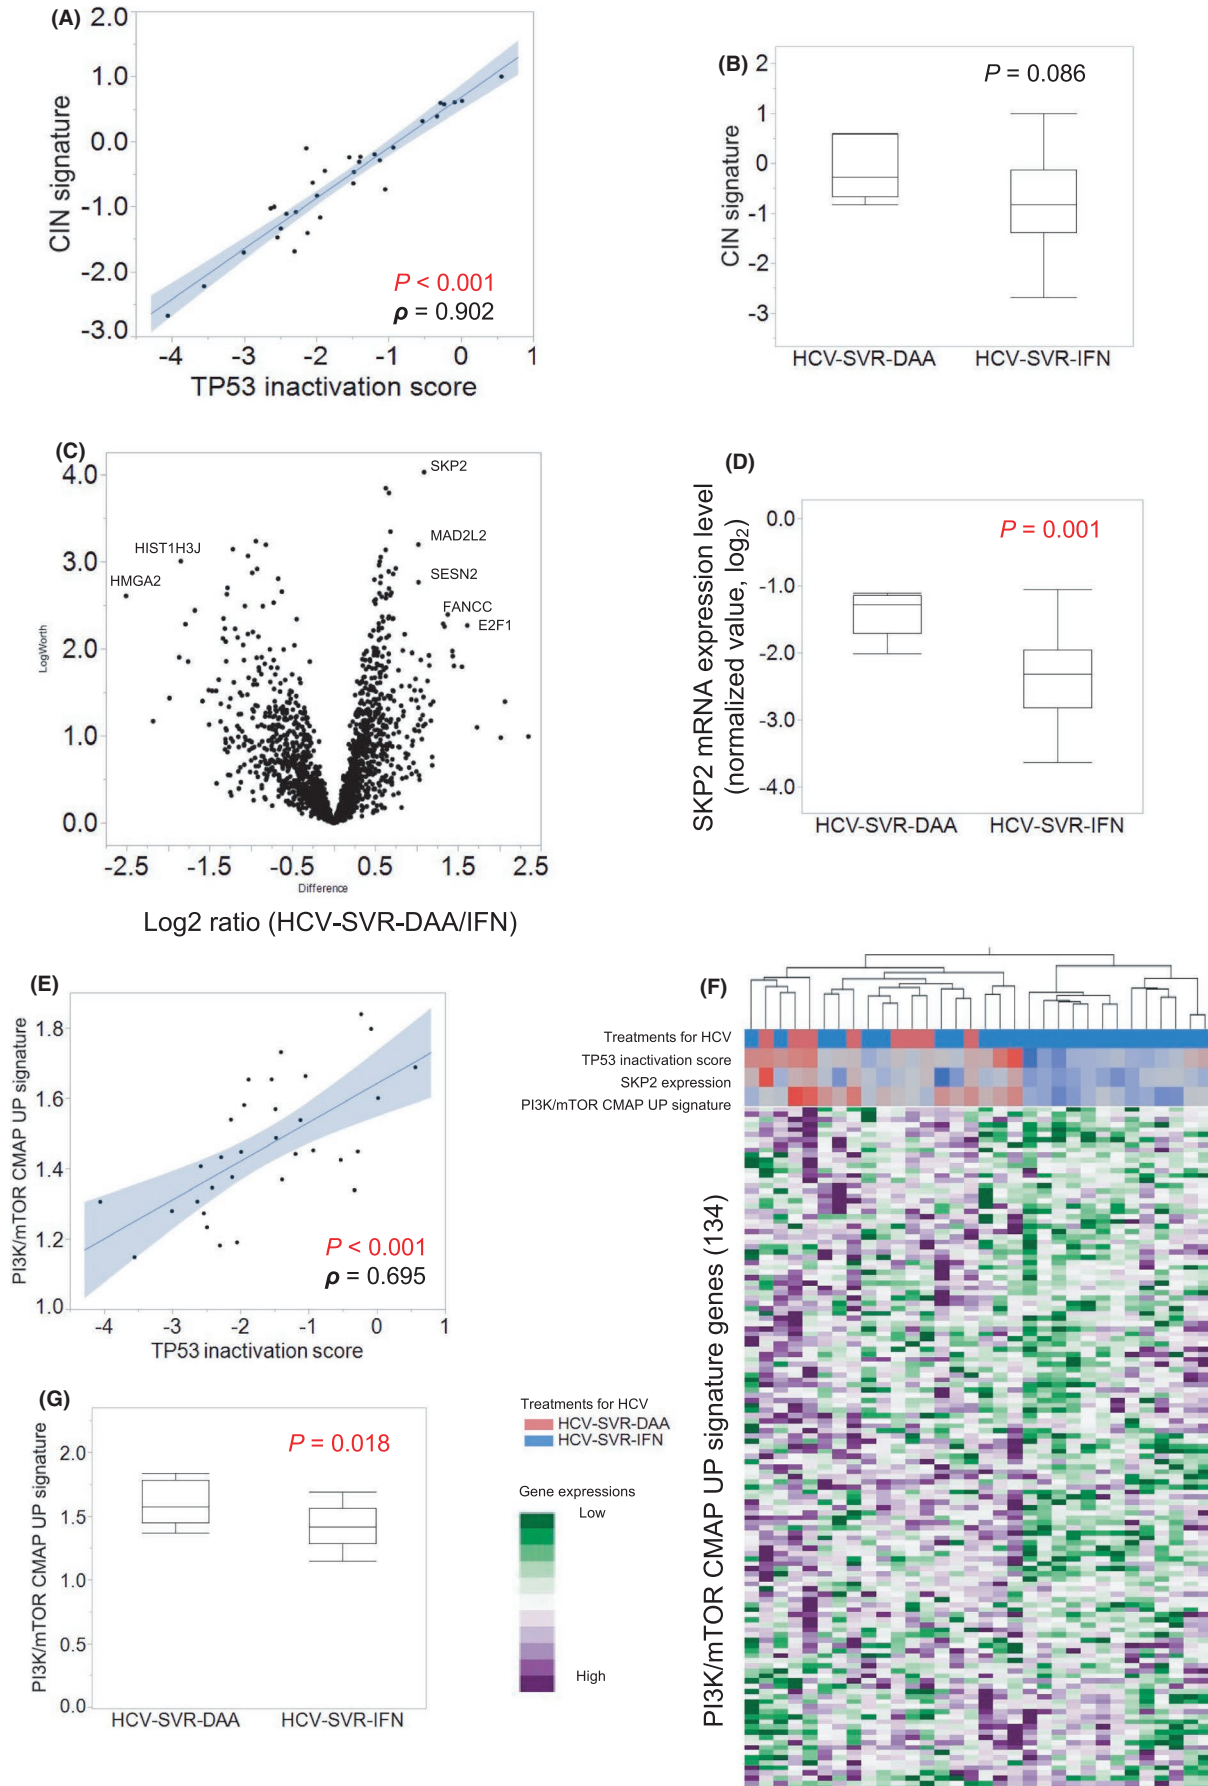 (A)
2.0
1.0
0.0
-1.0
-2.0
-3.0
CIN signature
P < 0.001
ρ = 0.902
-4 -3 -2 -1 0 1
TP53 inactivation score
(B)
P = 0.086
2
1
0
-1
-2
-3
CIN signature
HCV-SVR-DAA HCV-SVR-IFN
(C)
4.0
3.0
2.0
1.0
0.0
LogWorth
SKP2
MAD2L2
HIST1H3J
SESN2
HMGA2
FANCC
E2F1
-2.5 -1.5 -0.5 0.5 1.5 2.5
Difference
Log2 ratio (HCV-SVR-DAA/IFN)
(D)
P = 0.001
0.0
-1.0
-2.0
-3.0
-4.0
SKP2 mRNA expression level
(normalized value, log2)
HCV-SVR-DAA HCV-SVR-IFN
(E)
1.8
1.6
1.4
1.2
1.0
PI3K/mTOR CMAP UP signature
P < 0.001
ρ = 0.695
-4 -3 -2 -1 0 1
TP53 inactivation score
(F)
Treatments for HCV
TP53 inactivation score
SKP2 expression
PI3K/mTOR CMAP UP signature
PI3K/mTOR CMAP UP signature genes (134)
(G)
P = 0.018
2.0
1.5
1.0
0.5
0.0
PI3K/mTOR CMAP UP signature
HCV-SVR-DAA HCV-SVR-IFN
Treatments for HCV
HCV-SVR-DAA
HCV-SVR-IFN
Gene expressions
Low
High